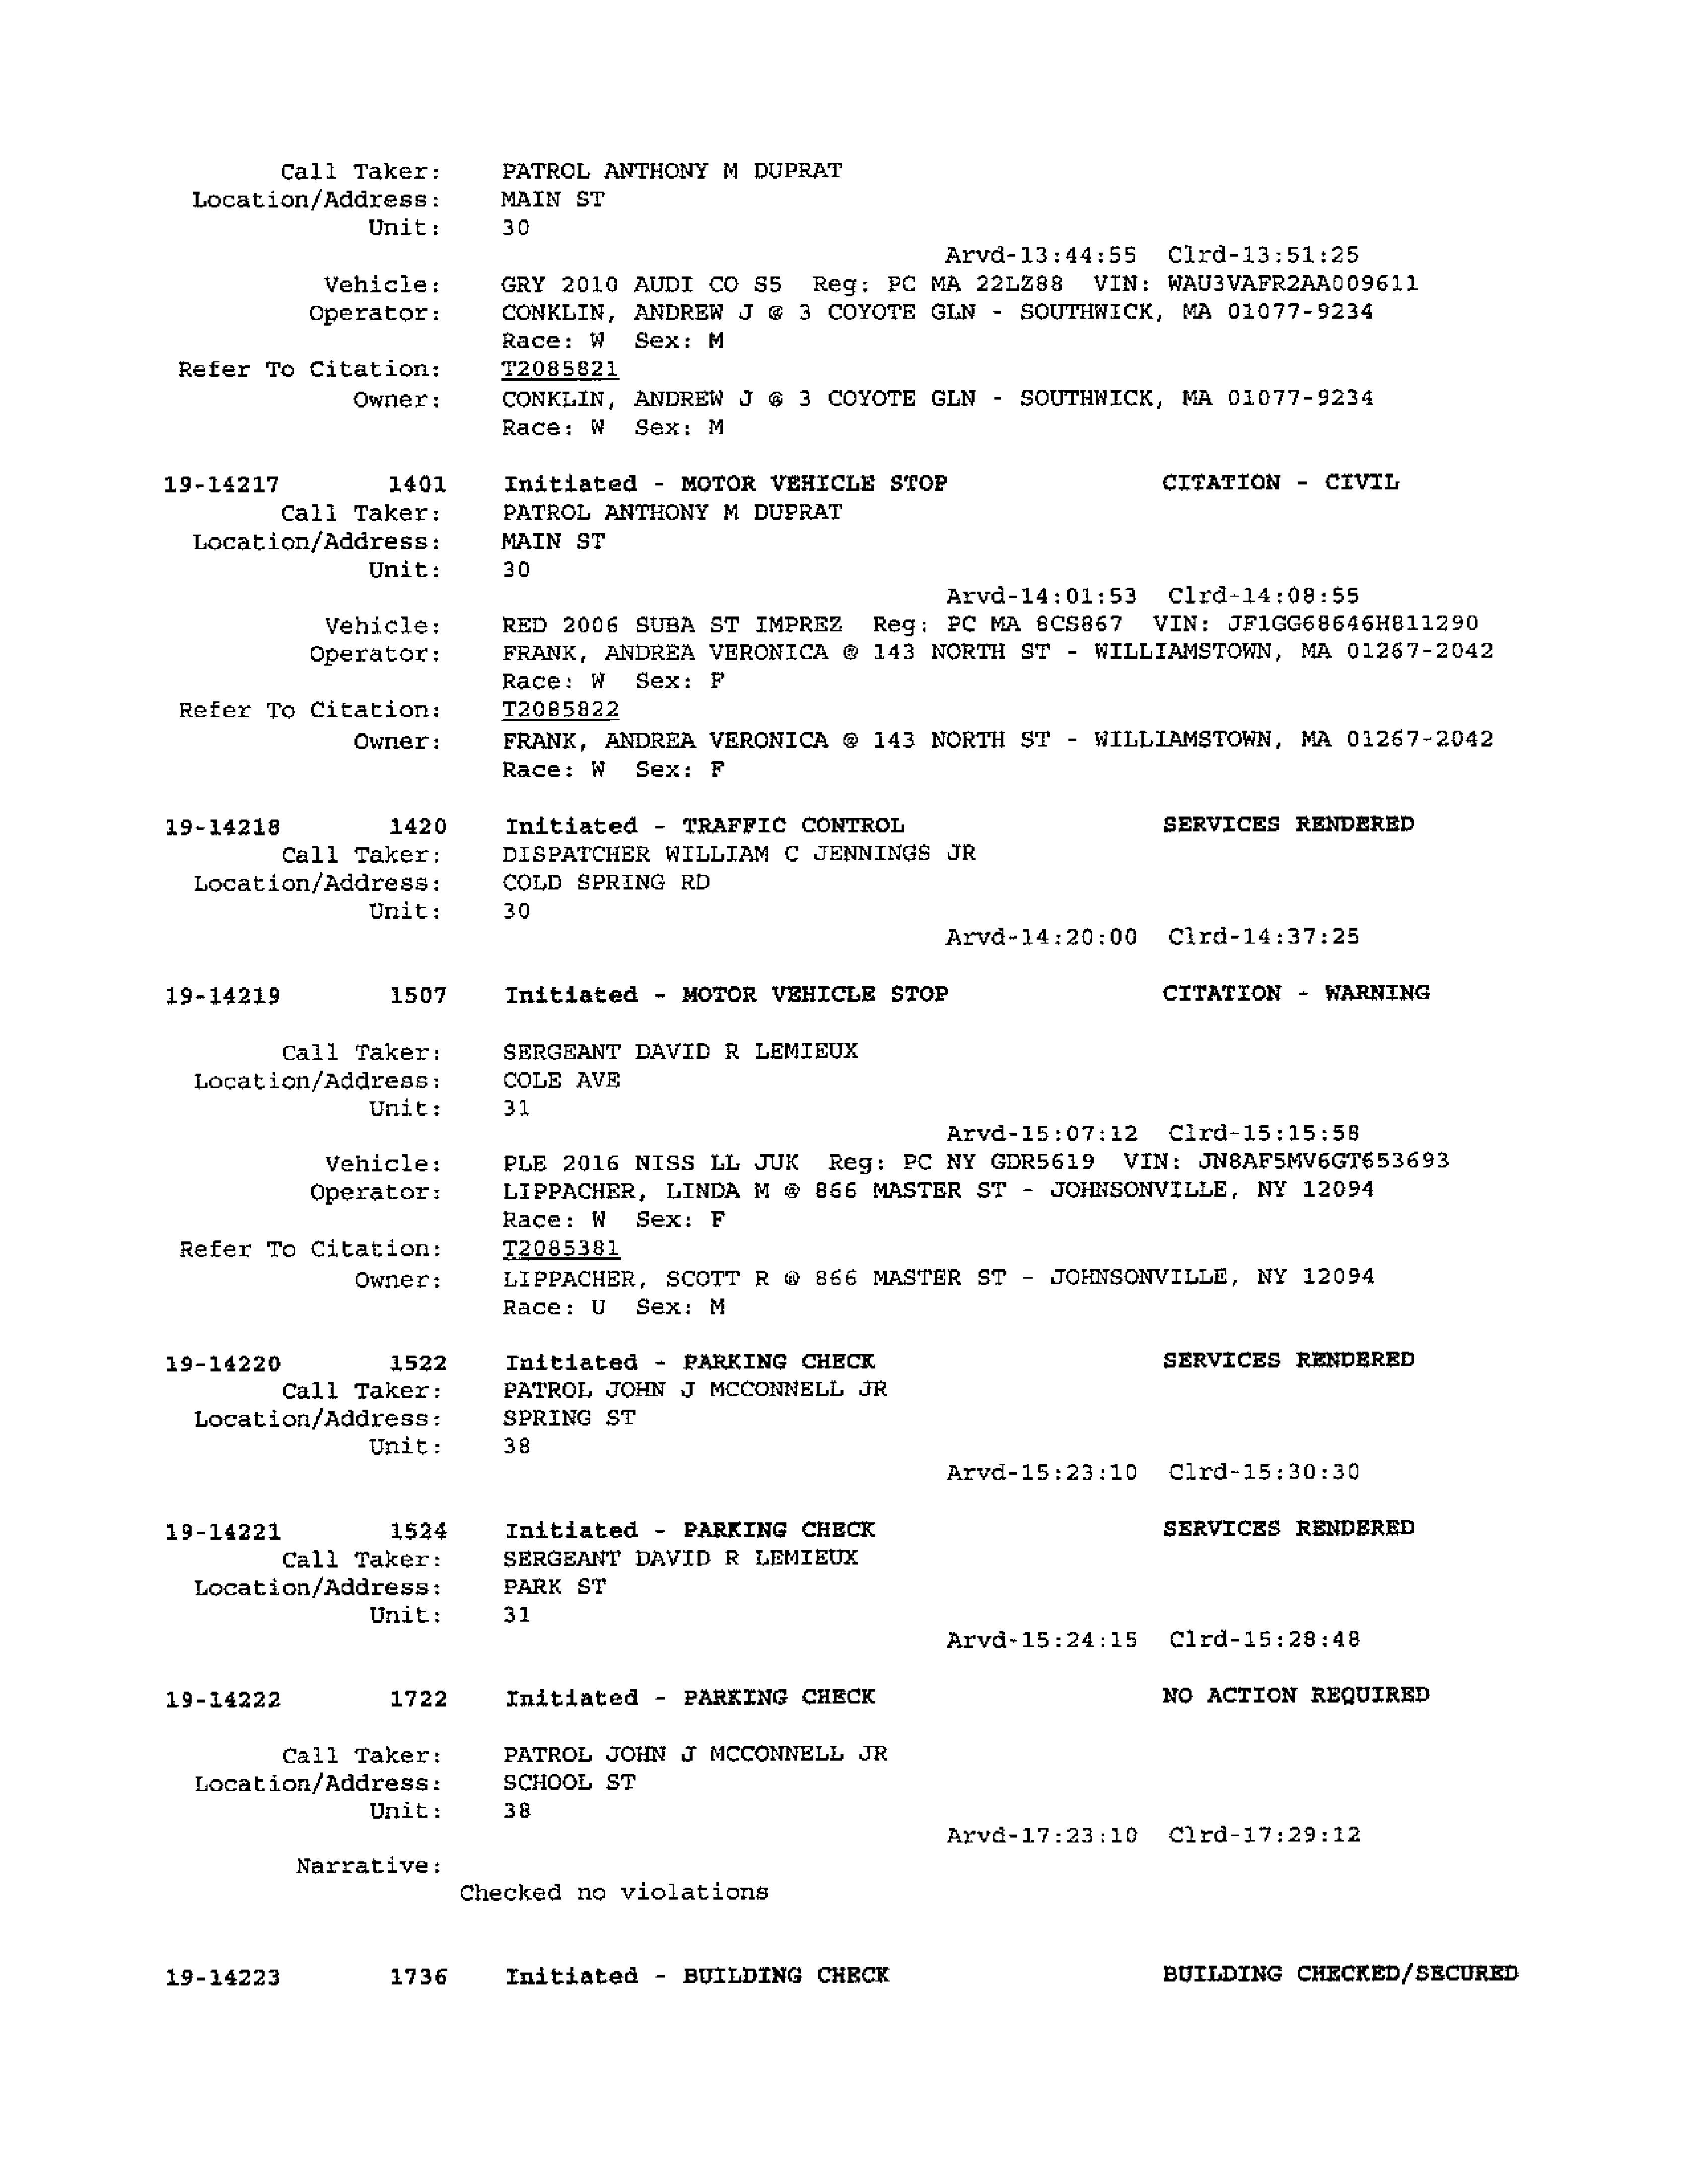 Call Taker: PATROL ANTHONY M DUPRAT
Location/Address: MAIN ST
Unit: 30
Arvd-13:44:55 Clrd-13:51:25
Vehicle: GRY 2010 AUDI CO S5 Reg: PC MA 22LZ88 VIN: WAU3VAFR2AA009611
Operator: CONKLIN, ANDREW J @ 3 COYOTE GLN - SOUTHWICK, MA 01077-9234
Race: W Sex: M
Refer To Citation: T2085821
Owner: CONKLIN, ANDREW J @ 3 COYOTE GLN - SOUTHWICK, MA 01077-9234
Race: W Sex: M
19-14217 1401 Initiated - MOTOR VEHICLE STOP CITATION - CIVIL
Call Taker: PATROL ANTHONY M DUPRAT
Location/Address: MAIN ST
Unit: 30
Arvd-14:01:53 Clrd-14:08:55
Vehicle: RED 2006 SUBA ST IMPREZ Reg: PC MA 8CS867 VIN: JF1GG68646H811290
Operator: FRANK, ANDREA VERONICA @ 143 NORTH ST - WILLIAMSTOWN, MA 01267-2042
Race: W Sex: F
Refer To Citation: T2085822
Owner: FRANK, ANDREA VERONICA @ 143 NORTH ST - WILLIAMSTOWN, MA 01267-2042
Race: W Sex: F
19-14218 1420 Initiated - TRAFFIC CONTROL SERVICES RENDERED
Call Taker: DISPATCHER WILLIAM C JENNINGS JR
Location/Address: COLD SPRING RD
Unit: 30
Arvd-14:20:00 Clrd-14:37:25
19-14219 1507 Initiated - MOTOR VEHICLE STOP CITATION - WARNING
Call Taker: SERGEANT DAVID R LEMIEUX
Location/Address: COLE AVE
Unit: 31
Arvd-15:07:12 Clrd-15:15:58
Vehicle: PLE 2016 NISS LL JUK Reg: PC NY GDR5619 VIN: JN8AF5MV6GT653693
Operator: LIPPACHER, LINDA M @ 866 MASTER ST - JOHNSONVILLE, NY 12094
Race: W Sex: F
Refer To Citation: T2085381
Owner: LIPPACHER, SCOTT R @ 866 MASTER ST - JOHNSONVILLE, NY 12094
Race: U Sex: M
19-14220 1522 Initiated - PARKING CHECK SERVICES RENDERED
Call Taker: PATROL JOHN J MCCONNELL JR
Location/Address: SPRING ST
Unit: 38
Arvd-15:23:10 Clrd-15:30:30
19-14221 1524 Initiated - PARKING CHECK SERVICES RENDERED
Call Taker: SERGEANT DAVID R LEMIEUX
Location/Address: PARK ST
Unit: 31
Arvd-15:24:15 Clrd-15:28:48
19-14222 1722 Initiated - PARKING CHECK NO ACTION REQUIRED
Call Taker: PATROL JOHN J MCCONNELL JR
Location/Address: SCHOOL ST
Unit: 38
Arvd-17:23:10 Clrd-17:29:12
Narrative:
Checked no violations
19-14223 1736 Initiated - BUILDING CHECK BUILDING CHECKED/SECURED